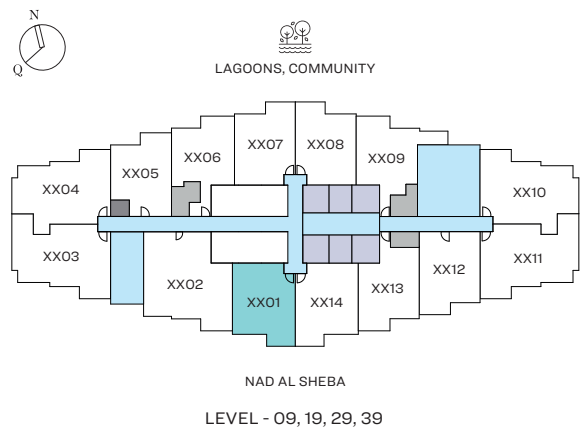 N
Q
LAGOONS, COMMUNITY
XX07
XX08
XX06
XX09
XX05
XX04
XX10
XX03
XX11
XX02
XX12
XX13
XX01
XX14
NAD AL SHEBA
LEVEL - 09, 19, 29, 39